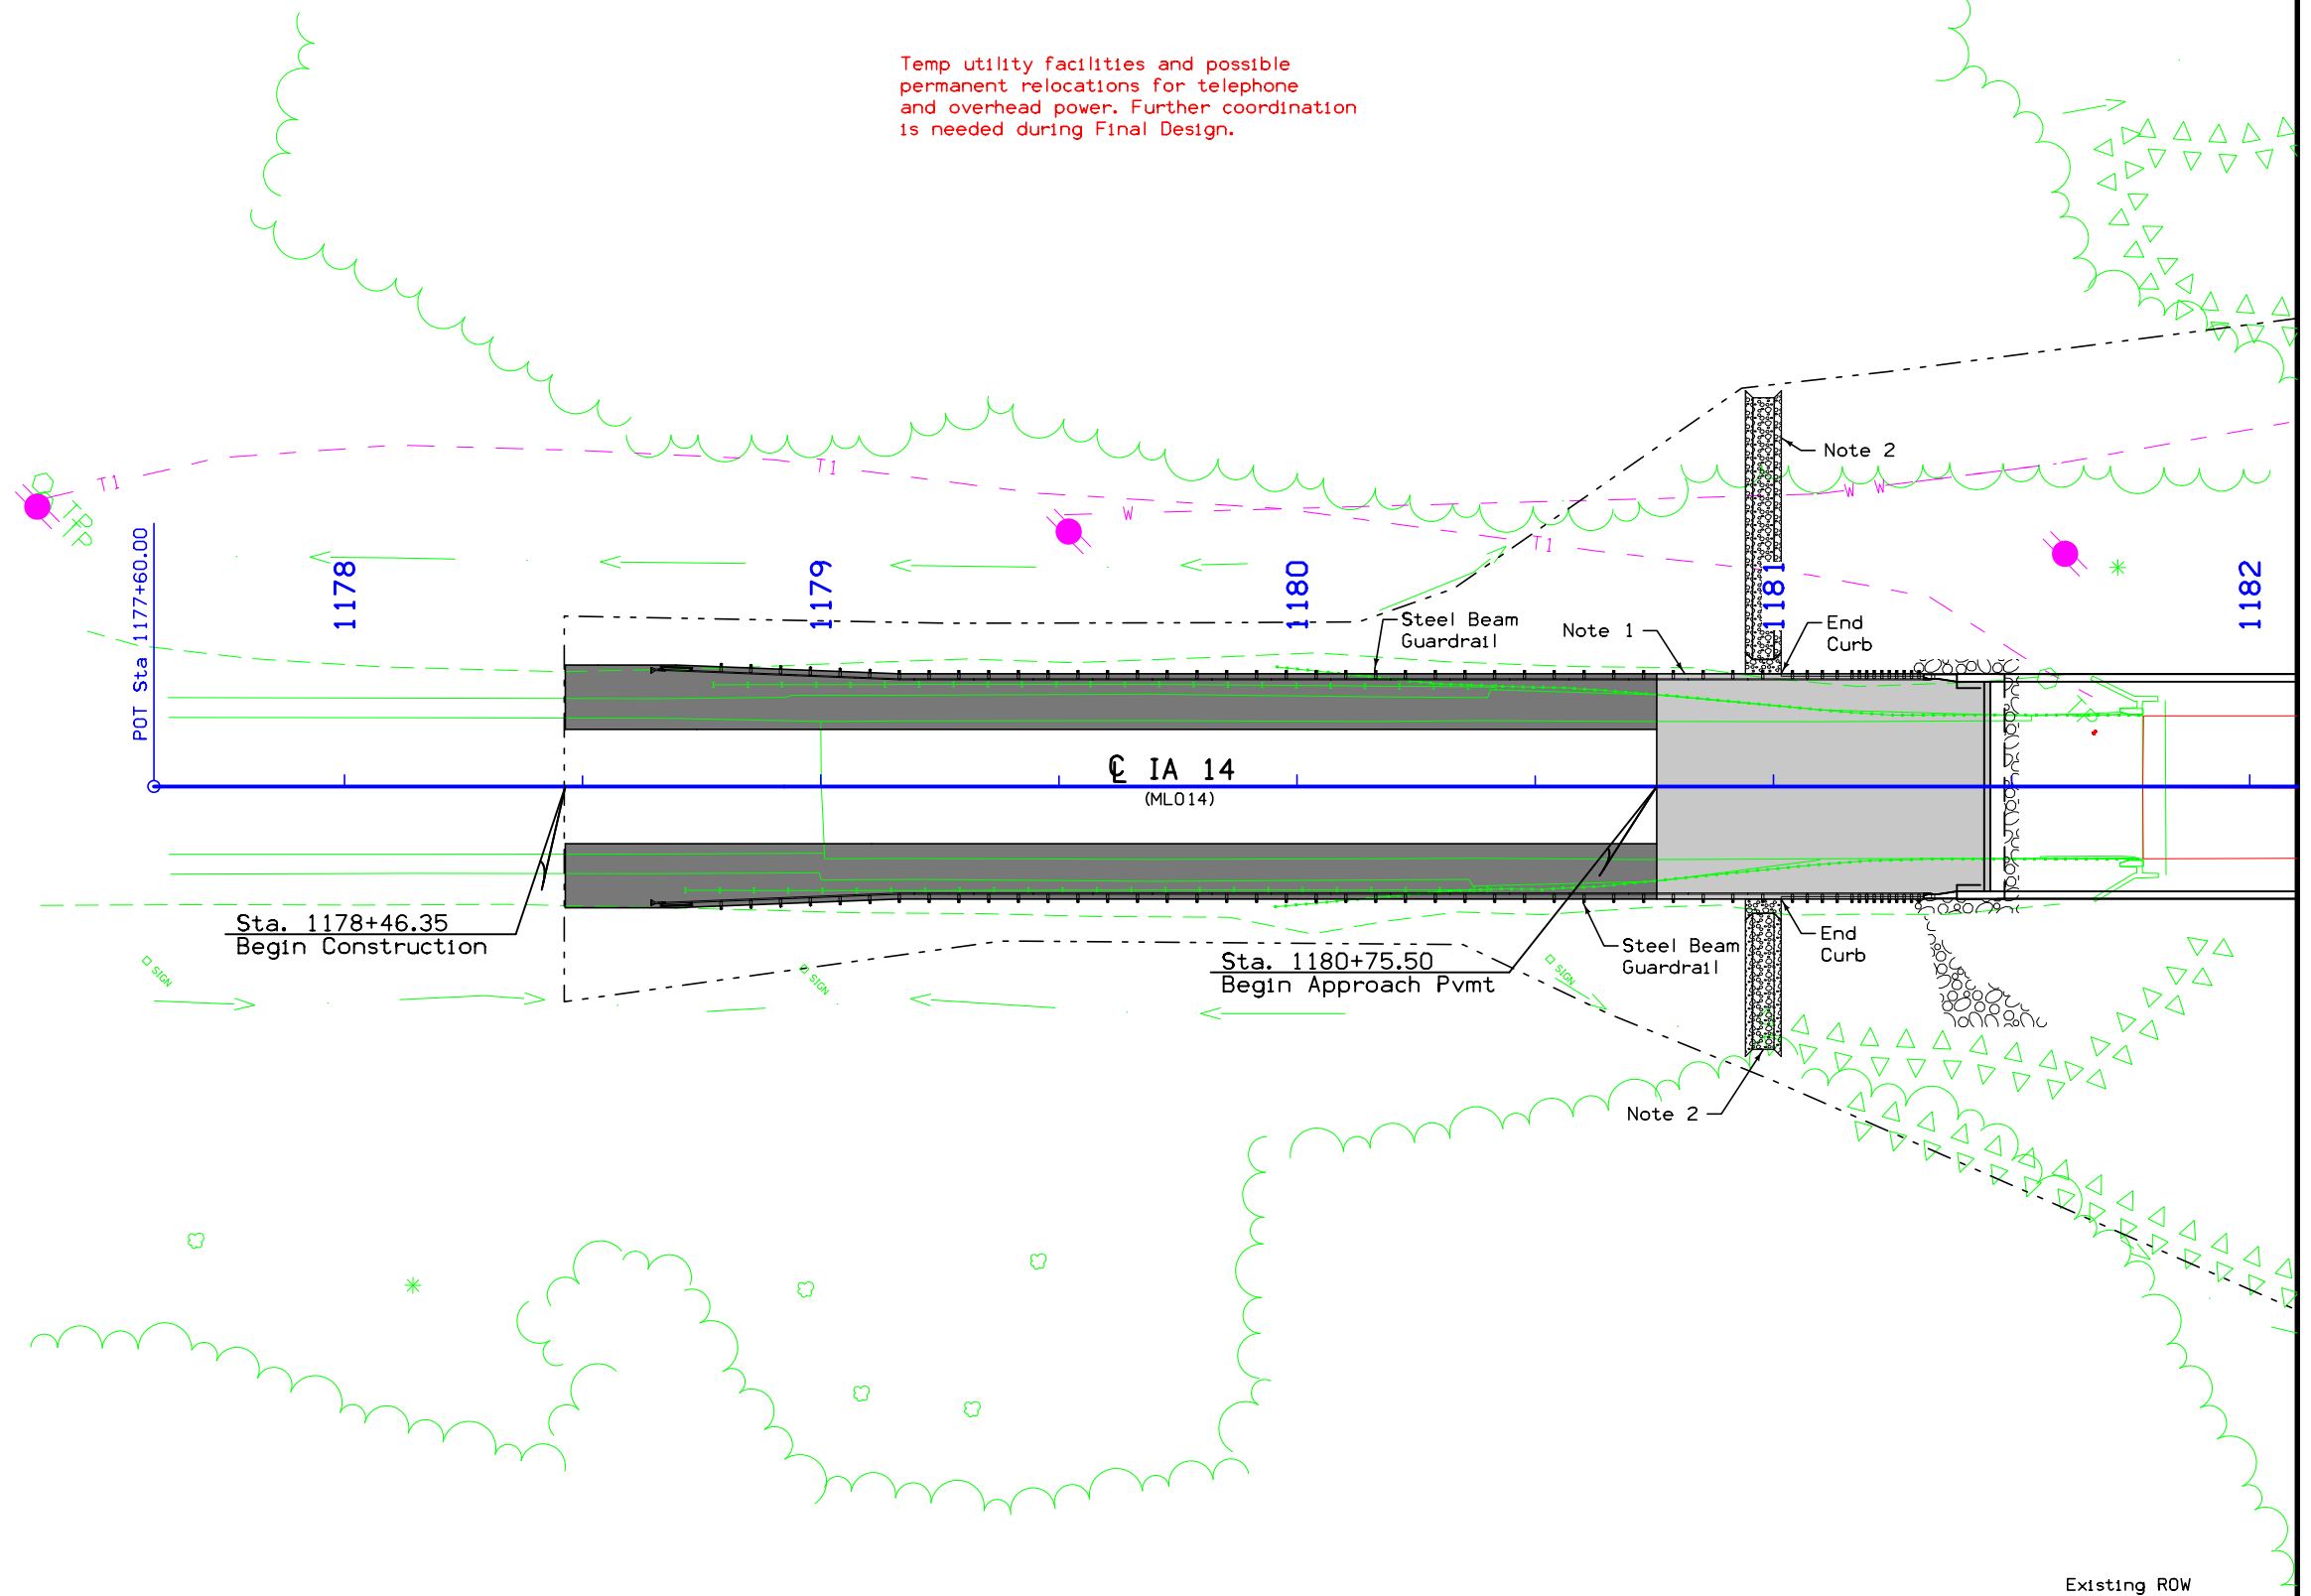 Temp utility facilities and possible
permanent relocations for telephone
and overhead power. Further coordination
is needed during Final Design.
Note 2
T1
T1
W
W
W
T1
TP
TP
POT Sta 1177+60.00
1178
1179
1180
1181
1182
Steel Beam
Guardrail
Note 1
End
Curb
TP
℄ IA 14
(ML014)
Sta. 1178+46.35
Begin Construction
Steel Beam
Guardrail
End
Curb
Sta. 1180+75.50
Begin Approach Pvmt
SIGN
SIGN
SIGN
Note 2
Existing ROW